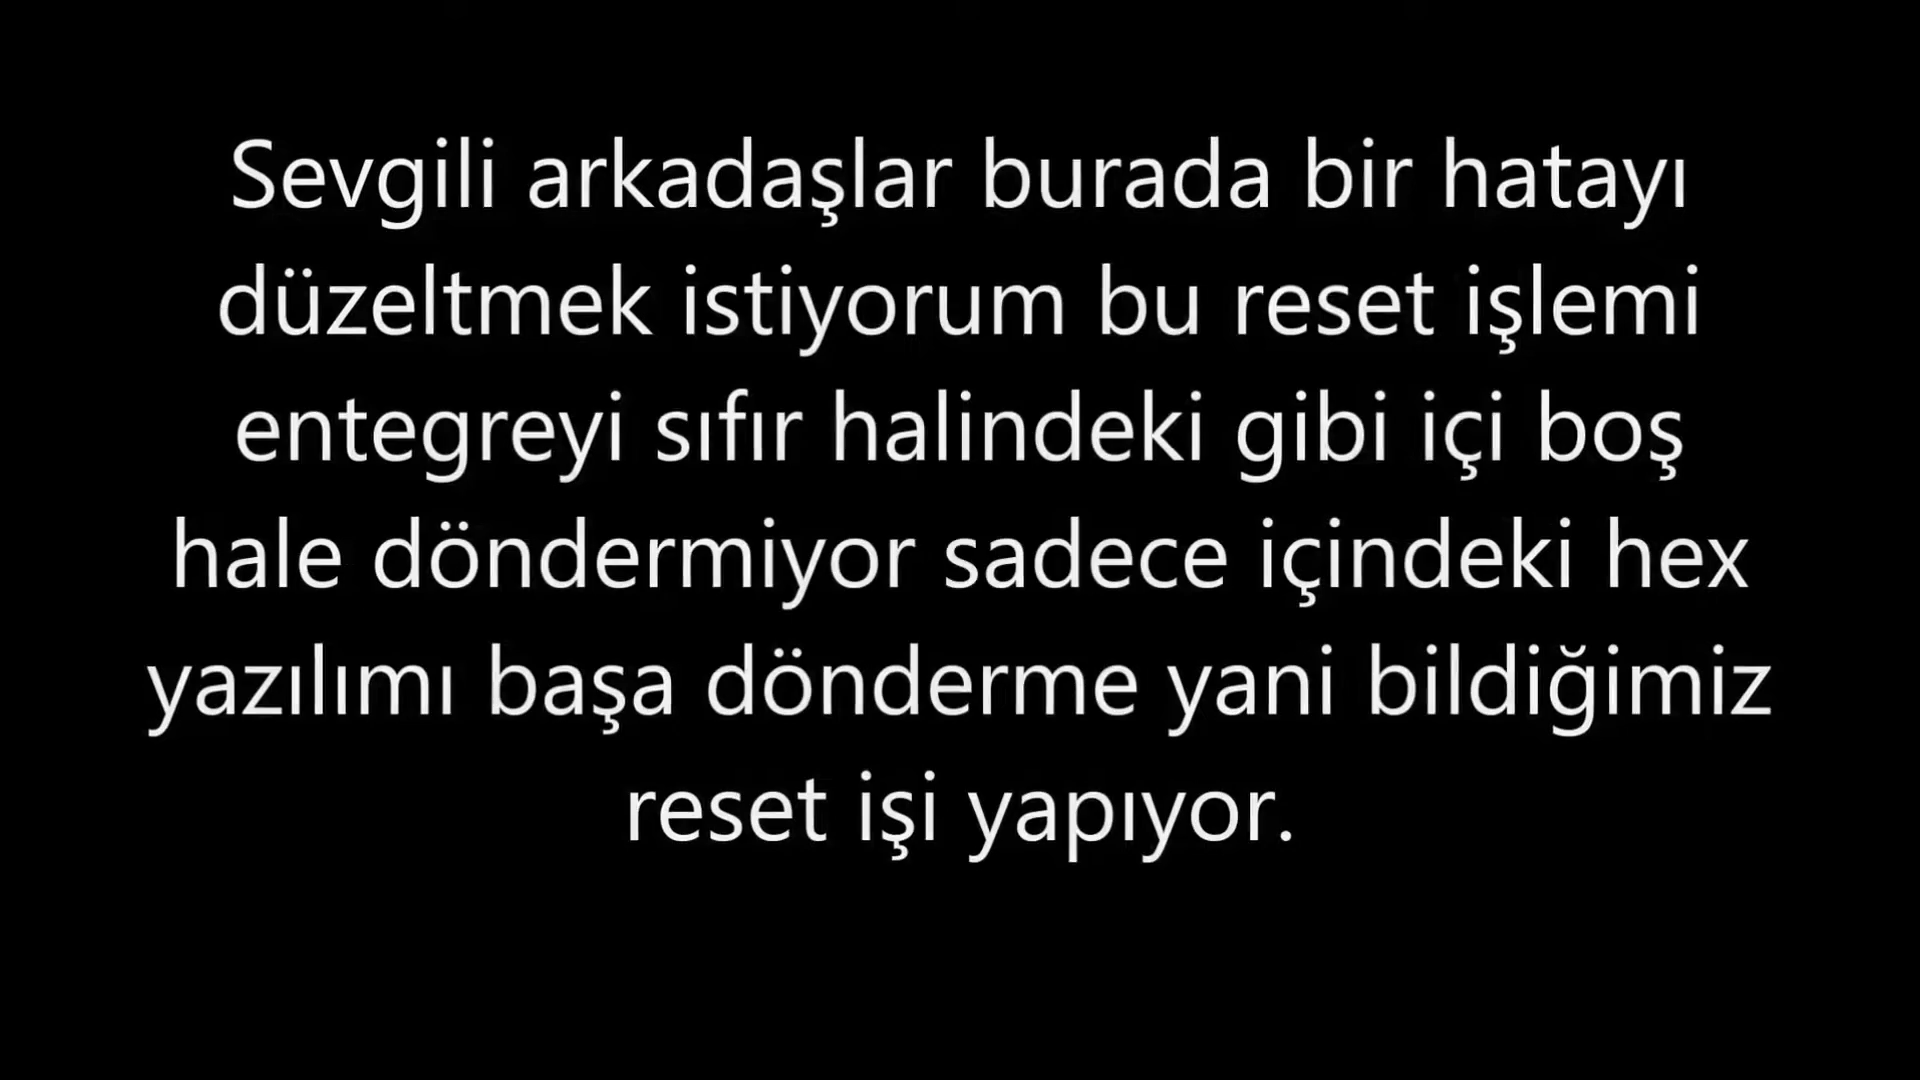 Sevgili arkadaşlar burada bir hatayı
düzeltmek istiyorum bu reset işlemi
entegreyi sıfır halindeki gibi içi boş
hale döndermiyor sadece içindeki hex
yazılımı başa dönderme yani bildiğimiz
reset işi yapıyor.